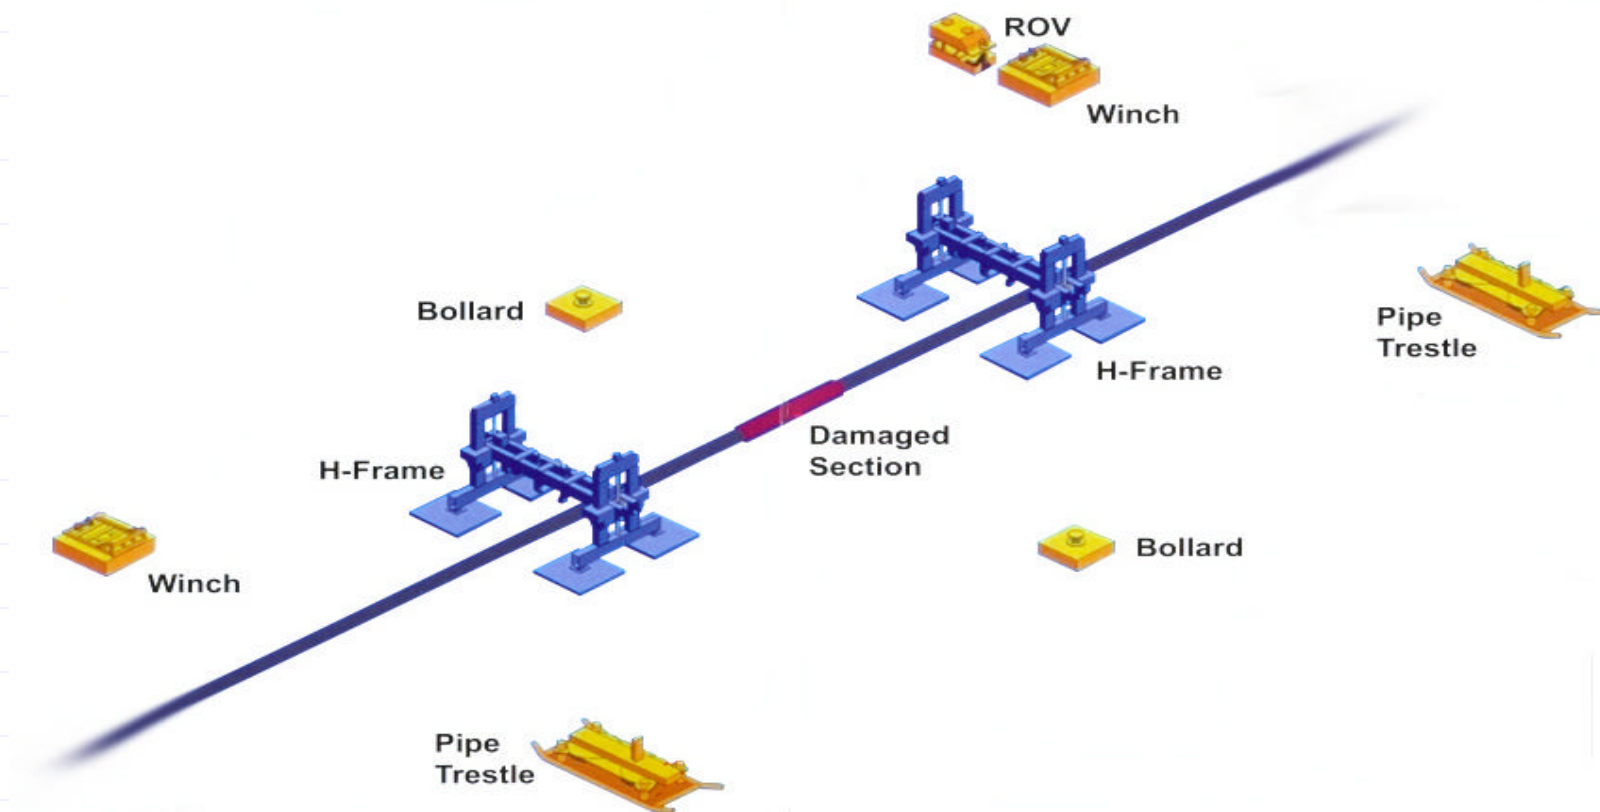 ROV
Winch
Bollard
Pipe
Trestle
H-Frame
Damaged
Section
H-Frame
Bollard
Winch
Pipe
Trestle